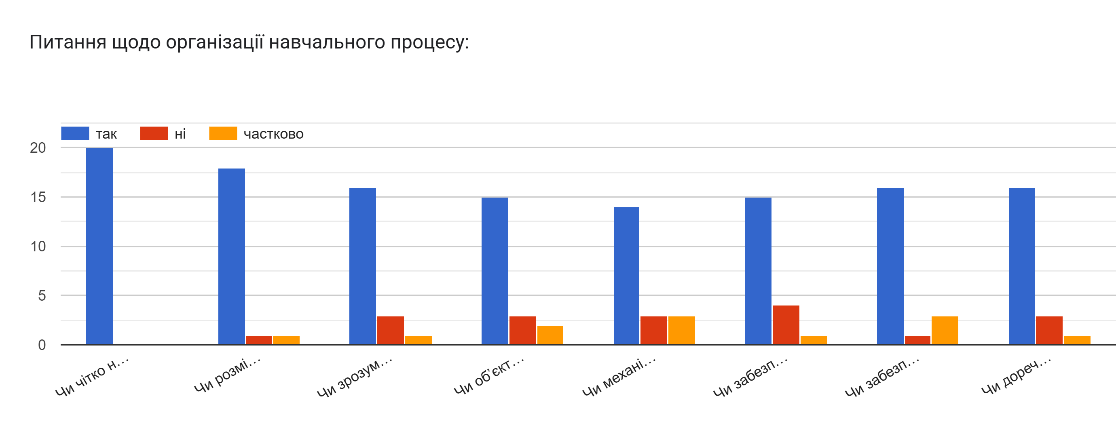 Питання щодо організації навчального процесу:
так ні частково
20
15
10
5
0
Чи чітко н… Чи розмі… Чи зрозум… Чи об'єкт… Чи механі… Чи забезп… Чи забезп… Чи дореч…